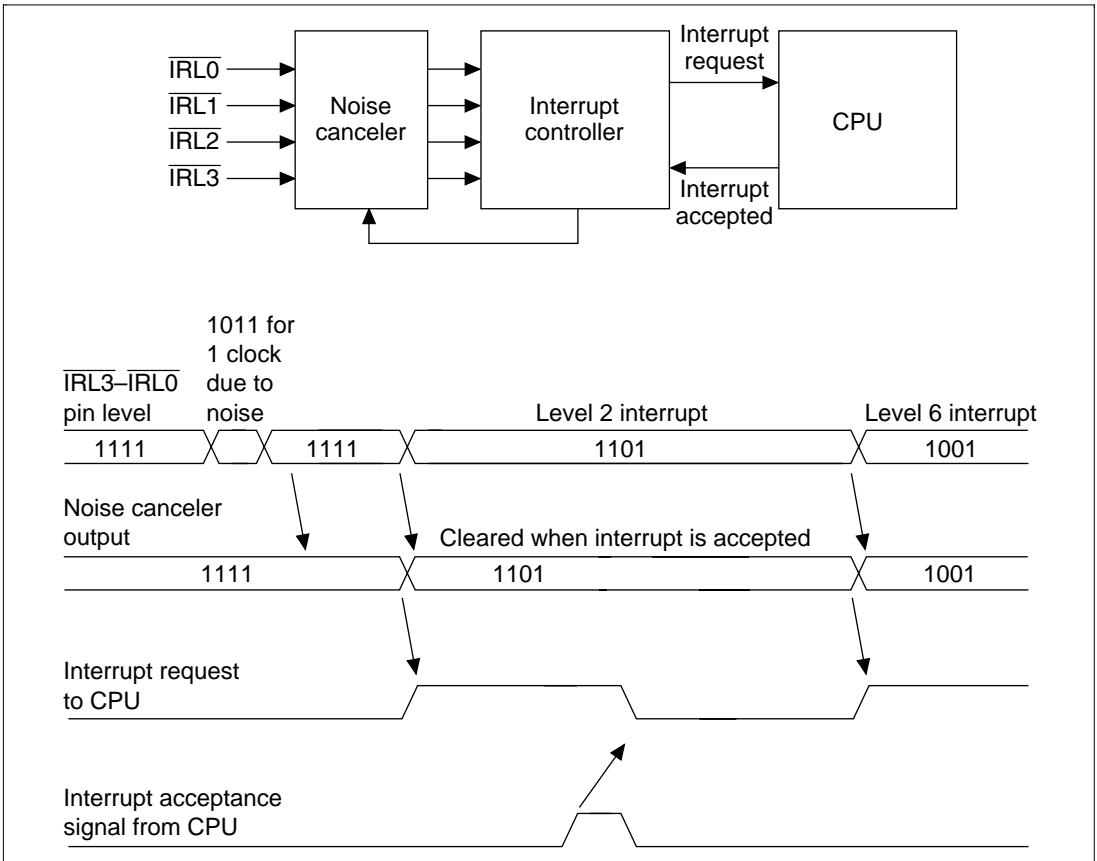 IRL0
IRL1
IRL2
IRL3
Noise
canceler
Interrupt
controller
Interrupt
request
Interrupt
accepted
CPU
1011 for
1 clock
due to
noise
IRL3–IRL0
pin level
Level 2 interrupt
Level 6 interrupt
1111
1111
1101
1001
Noise canceler
output
Cleared when interrupt is accepted
1111
1101
1001
Interrupt request
to CPU
Interrupt acceptance
signal from CPU